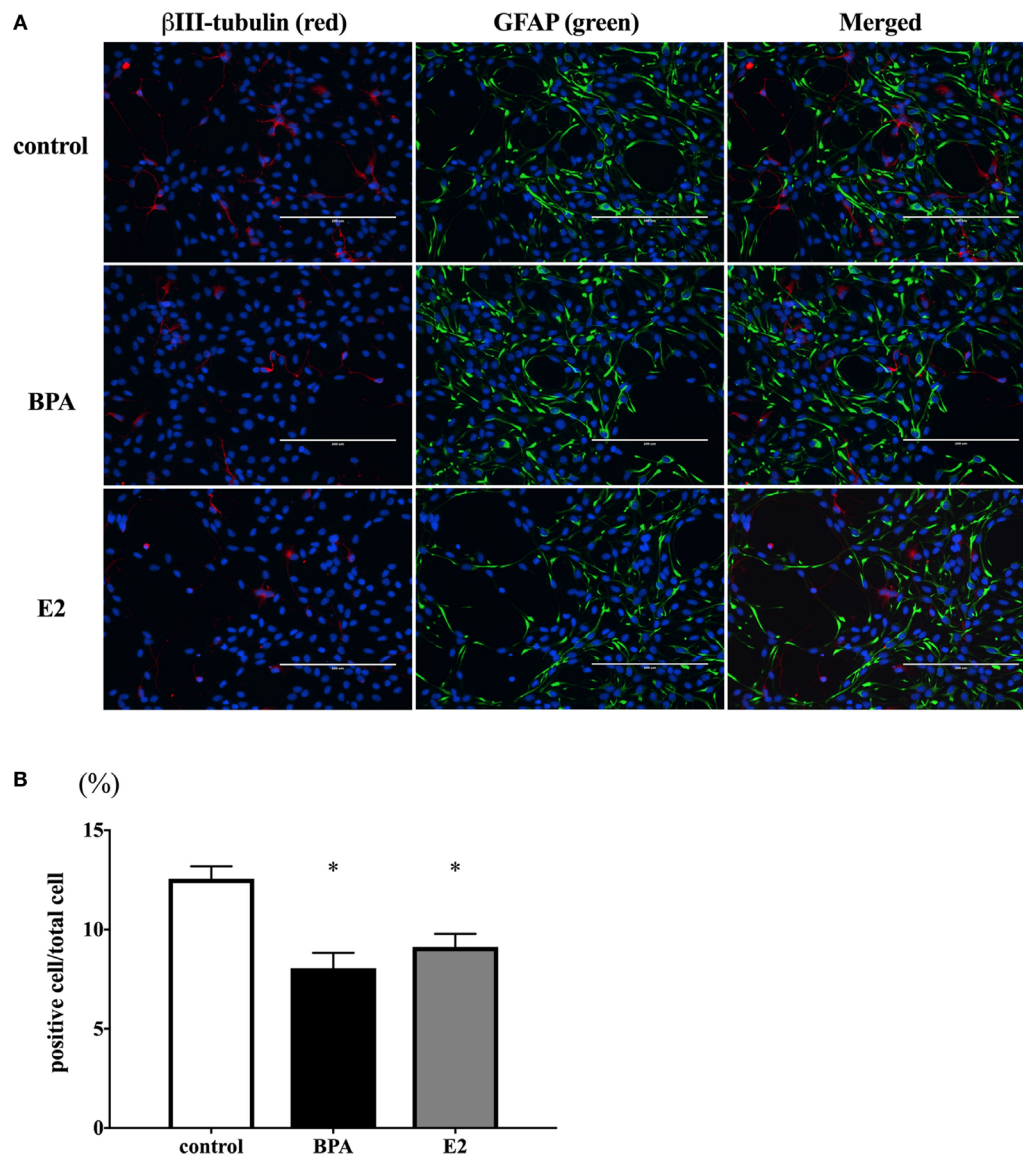 A βIII-tubulin (red) GFAP (green) Merged
control
BPA
E2
B (%)
15
10
5
0
positive cell/total cell
* *
control BPA E2